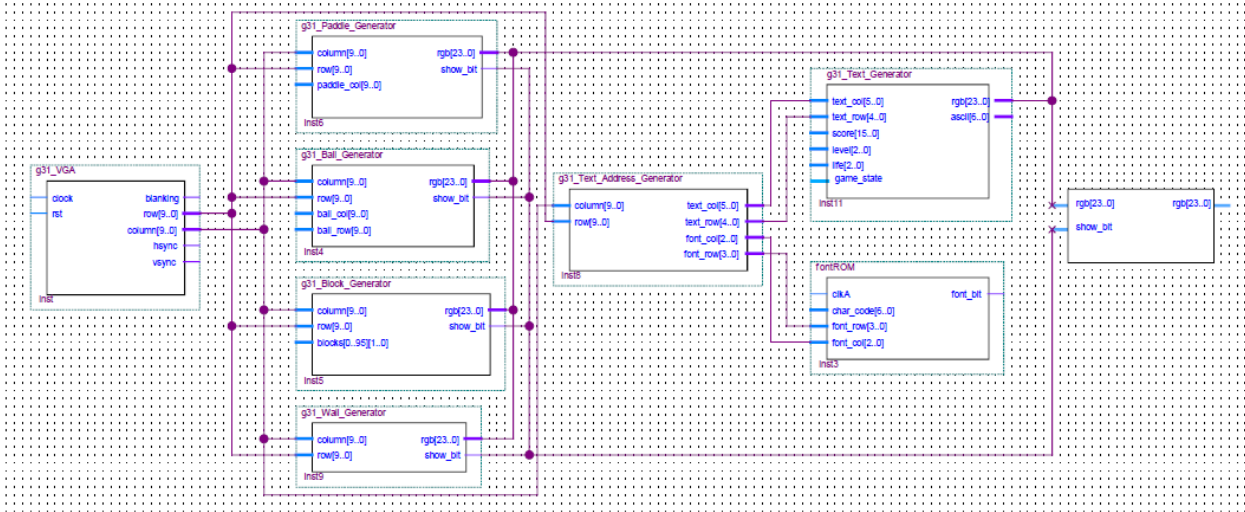 g31_VGA
clock
rst
blanking
row[9..0]
column[9..0]
hsync
vsync
inst
g31_Paddle_Generator
column[9..0]
row[9..0]
paddle_col[9..0]
rgb[23..0]
show_bit
inst6
g31_Ball_Generator
column[9..0]
row[9..0]
ball_col[9..0]
ball_row[9..0]
rgb[23..0]
show_bit
inst4
g31_Block_Generator
column[9..0]
row[9..0]
blocks[0..95][1..0]
rgb[23..0]
show_bit
inst5
g31_Wall_Generator
column[9..0]
row[9..0]
rgb[23..0]
show_bit
inst9
g31_Text_Address_Generator
column[9..0]
row[9..0]
text_col[5..0]
text_row[4..0]
font_col[2..0]
font_row[3..0]
inst8
g31_Text_Generator
text_col[5..0]
text_row[4..0]
score[15..0]
level[2..0]
life[2..0]
game_state
rgb[23..0]
ascii[6..0]
inst11
fontROM
clkA
char_code[6..0]
font_row[3..0]
font_col[2..0]
font_bit
inst3
rgb[23..0]
show_bit
rgb[23..0]